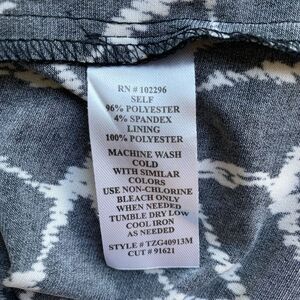 RN # 102296
SELF
96% POLYESTER
4% SPANDEX
LINING
100% POLYESTER
MACHINE WASH
COLD
WITH SIMILAR
COLORS
USE NON-CHLORINE
BLEACH ONLY
WHEN NEEDED
TUMBLE DRY LOW
COOL IRON
AS NEEDED
STYLE # TZG40913M
CUT # 91621